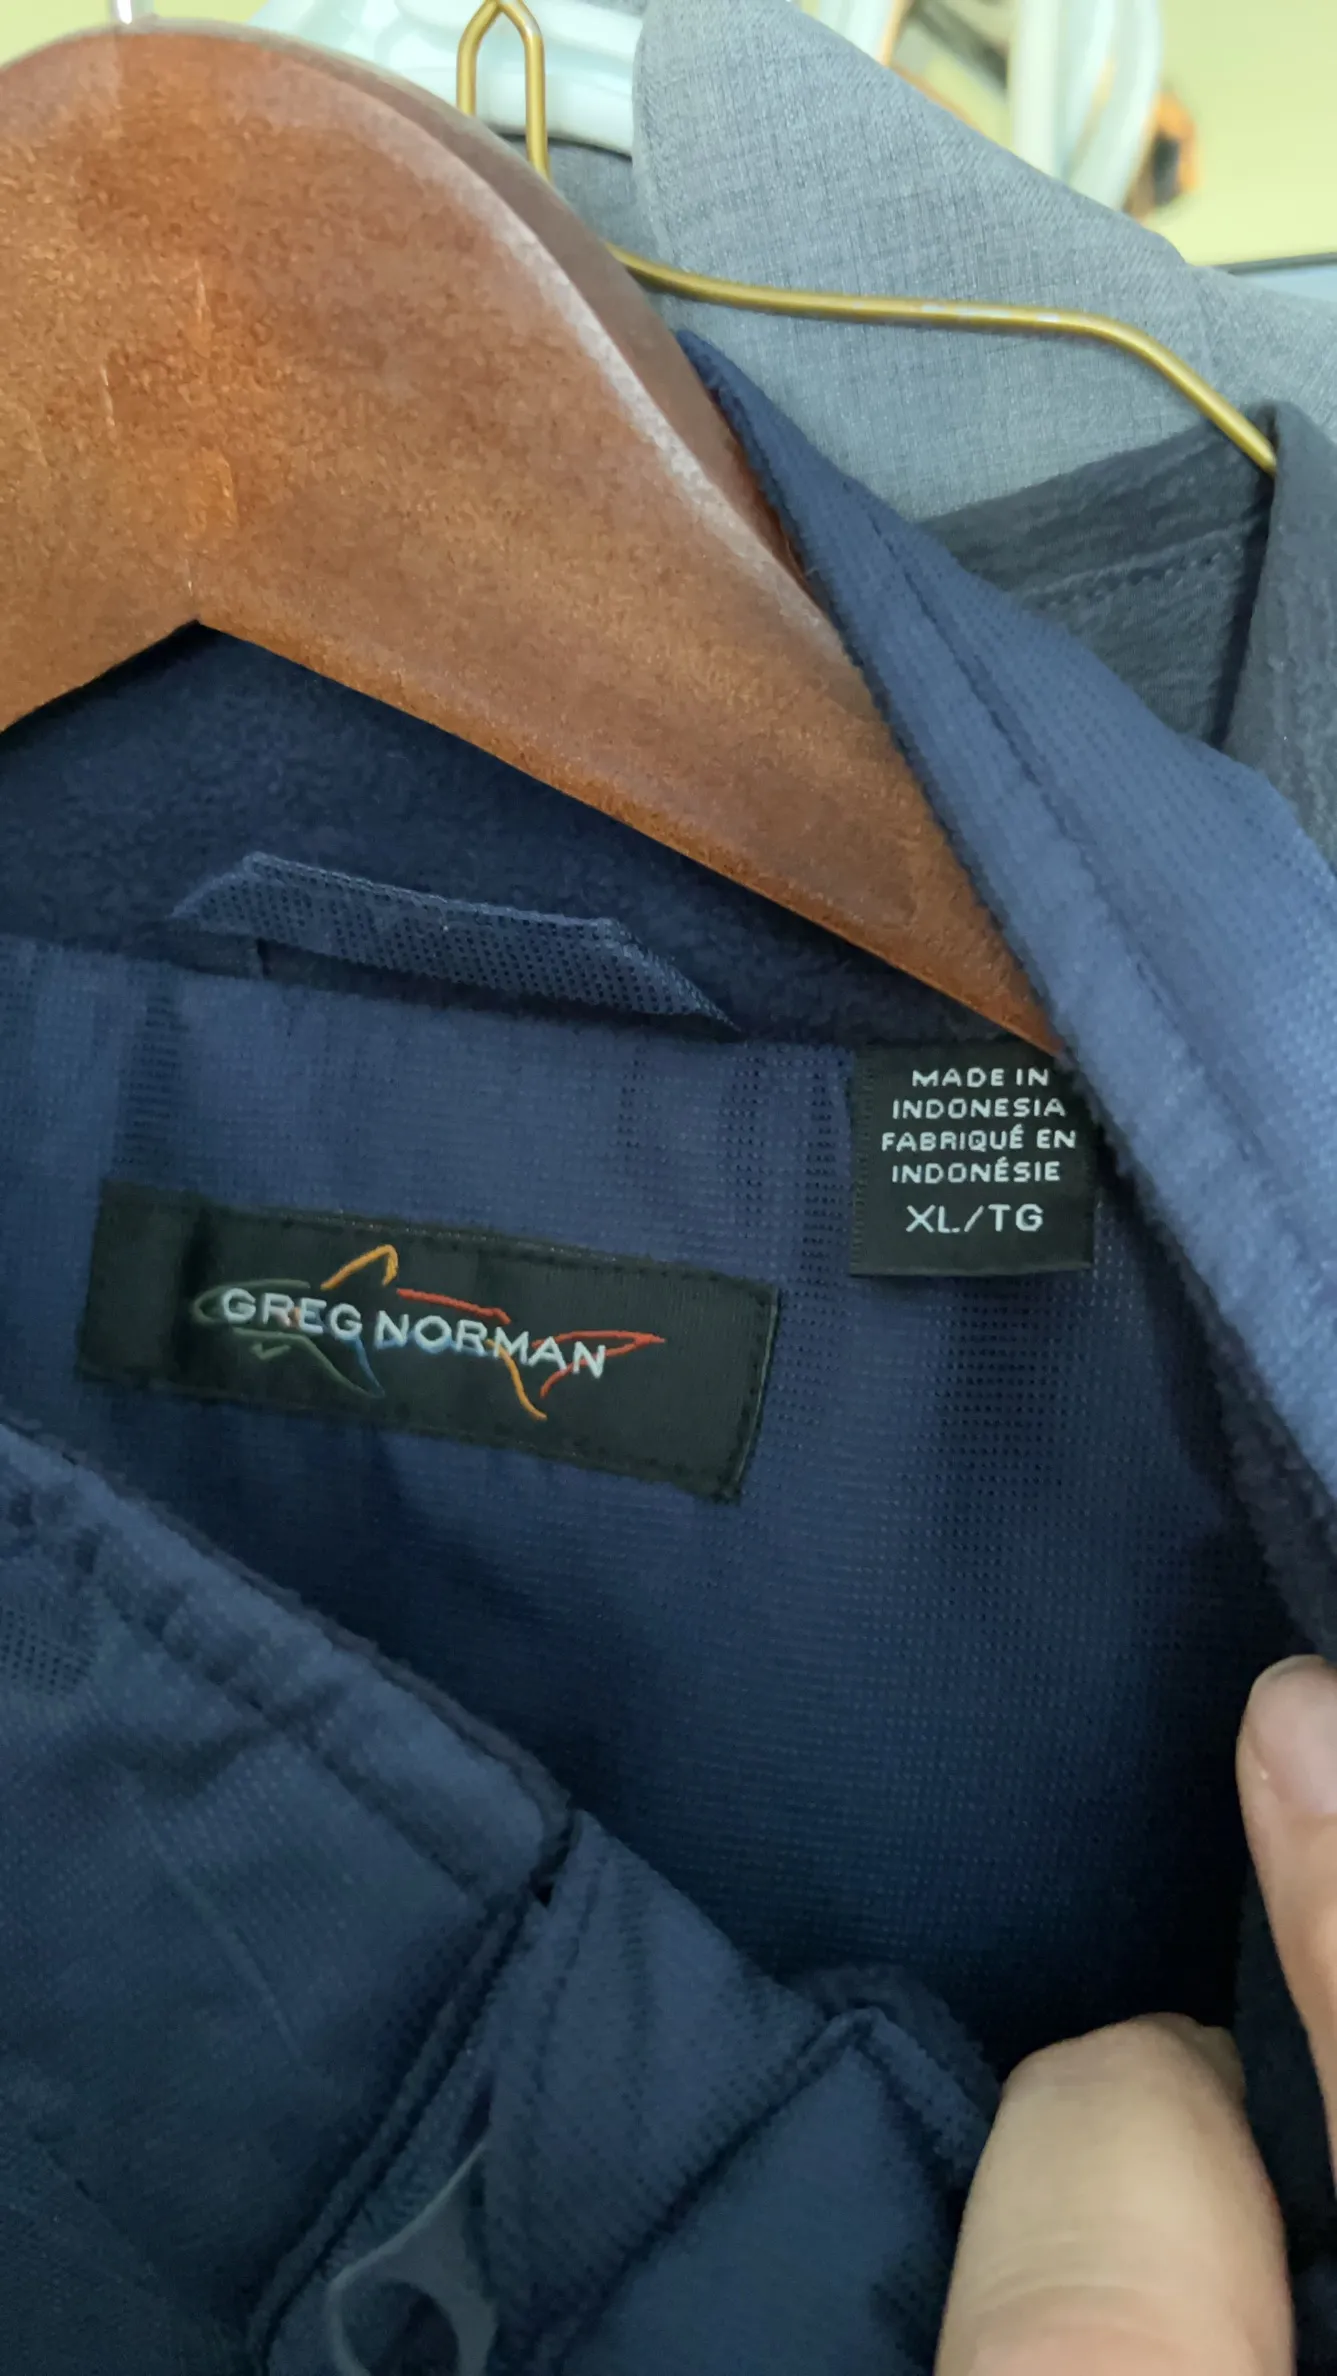 MADE IN
INDONESIA
FABRIQUÉ EN
INDONÉSIE
XL/TG
GREG NORMAN